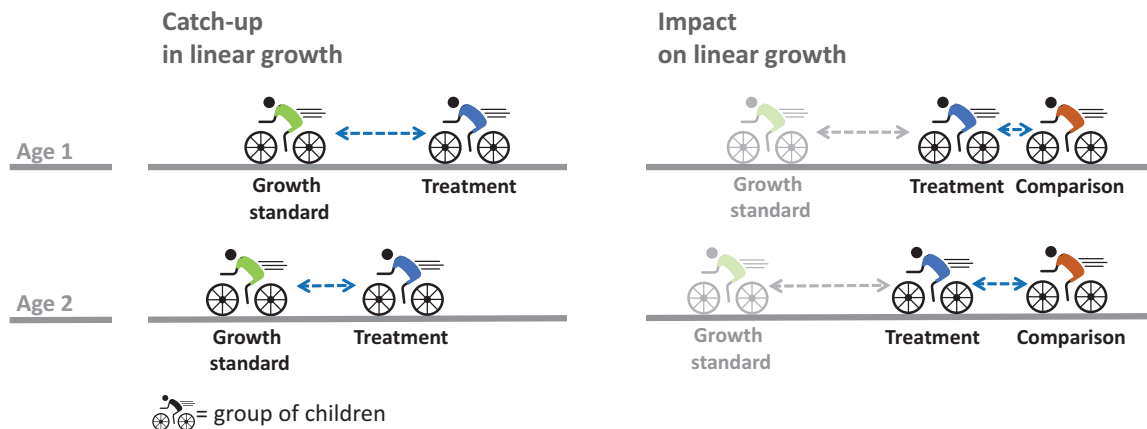 Catch-up
in linear growth
Impact
on linear growth
Age 1
Growth
standard
Treatment
Growth
standard
Treatment
Comparison
Age 2
Growth
standard
Treatment
Growth
standard
Treatment
Comparison
= group of children